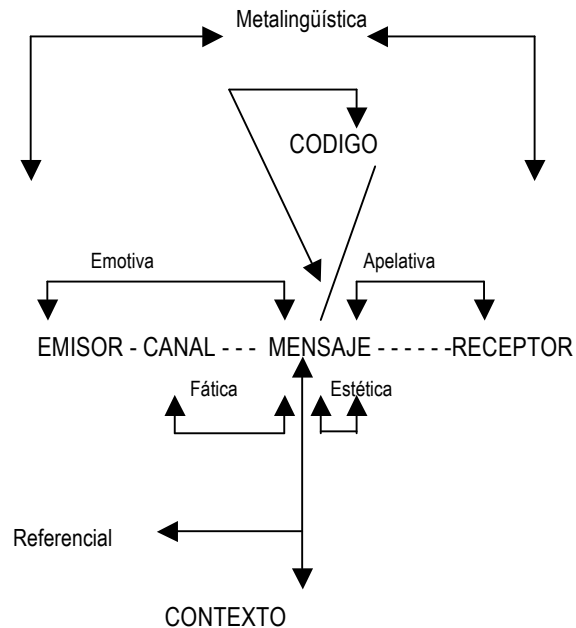 Metalingüística
CODIGO
Emotiva Apelativa
EMISOR - CANAL - - - MENSAJE - - - - - -RECEPTOR
Fática Estética
Referencial
CONTEXTO